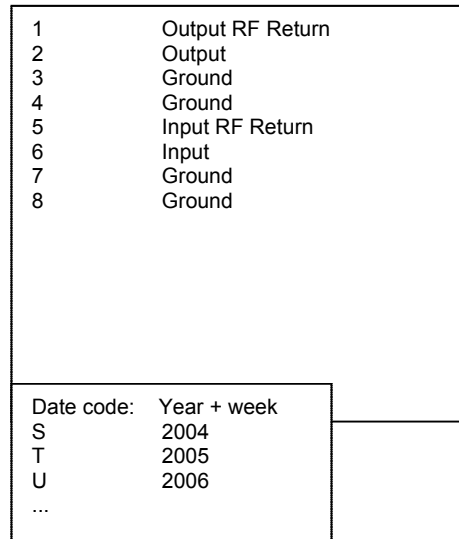 1 Output RF Return
2 Output
3 Ground
4 Ground
5 Input RF Return
6 Input
7 Ground
8 Ground
Date code: Year + week
S 2004
T 2005
U 2006
...